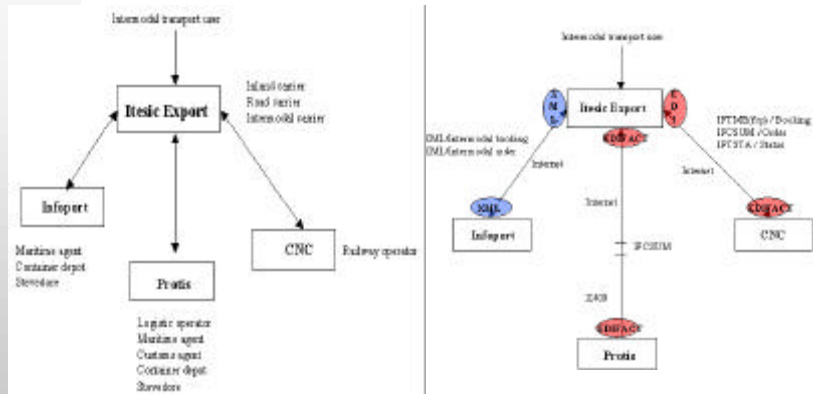 Intermodal transport user
Itesic Export
Inland carrier
Road carrier
Intermodal carrier
Infoport
Maritime agent
Container depot
Stevedore
CNC
Railway operator
Protis
Logistic operator
Maritime agent
Customs agent
Container depot
Stevedore
Intermodal transport user
XML
Itesic Export
EDI
EDIFACT
XML/Intermodal booking
XML/Intermodal order
Internet
XML
Infoport
Internet
IFCSUM
X400
EDIFACT
Protis
/ Booking
IFCSUM / Order
IFTSTA / Status
Internet
EDIFACT
CNC